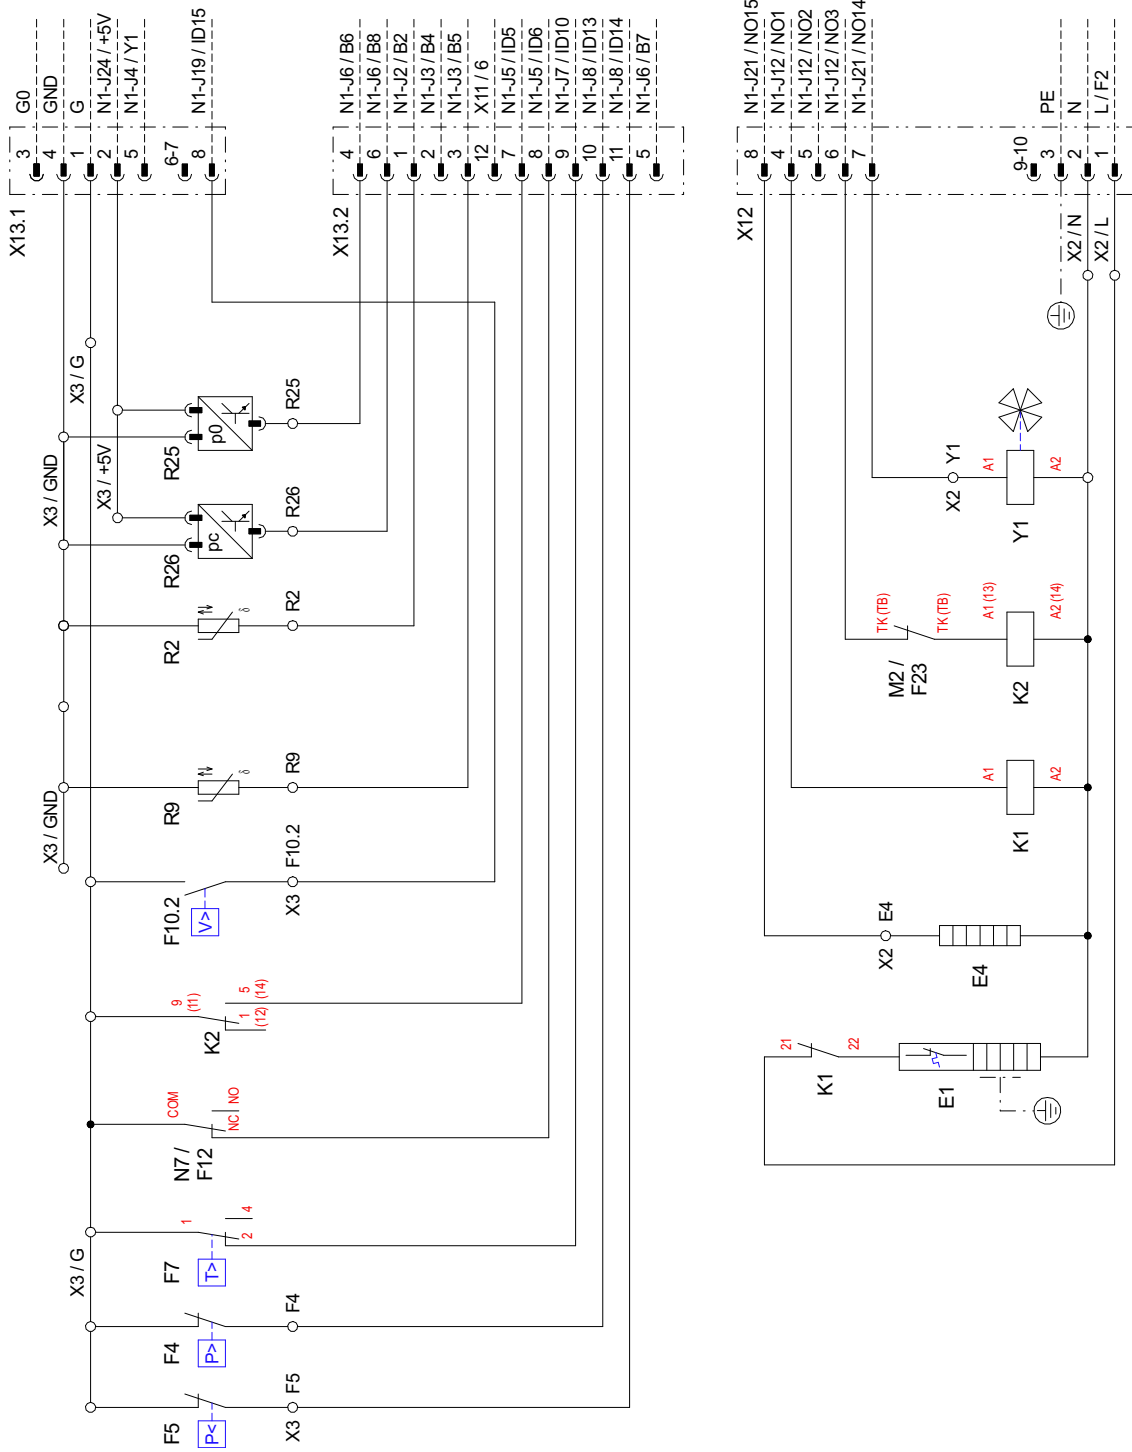 X13.1
3
4
1
2
5
6-7
8
G0
GND
G
N1-J24 / +5V
N1-J4 / Y1
N1-J19 / ID15
X13.2
4
6
1
2
3
12
7
8
9
10
11
5
N1-J6 / B6
N1-J6 / B8
N1-J2 / B2
N1-J3 / B4
N1-J3 / B5
X11 / 6
N1-J5 / ID5
N1-J5 / ID6
N1-J7 / ID10
N1-J8 / ID13
N1-J8 / ID14
N1-J6 / B7
X12
8
4
5
6
7
9-10
3
2
1
N1-J21 / NO15
N1-J12 / NO1
N1-J12 / NO2
N1-J12 / NO3
N1-J21 / NO14
PE
N
L / F2
X3 / G
X3 / GND
X3 / +5V
R25
p0
R25
R26
pc
R26
R2
δ
R2
X3 / GND
R9
δ
R9
F10.2
V>
X3
F10.2
K2
9
(11)
1
(12)
5
(14)
N7 /
F12
COM
NC
NO
X3 / G
F7
T>
1
2
4
F4
P>
F4
F5
P<
X3
F5
X2 / N
X2 / L
X2
Y1
A1
A2
Y1
TK (TB)
TK (TB)
M2 /
F23
A1 (13)
A2 (14)
K2
A1
A2
K1
X2
E4
E4
21
22
K1
E1